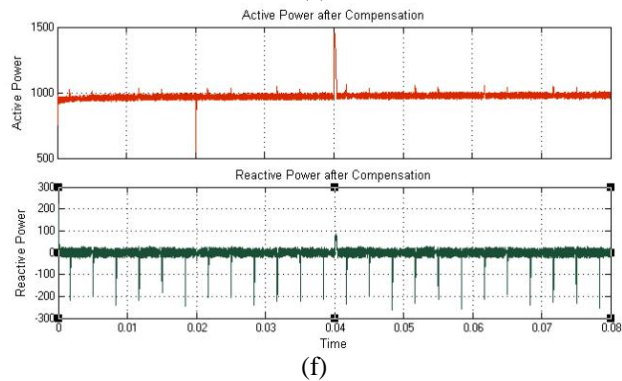 Active Power after Compensation
1500
1000
500
Active Power
Reactive Power after Compensation
300
200
100
0
-100
-200
-300
Reactive Power
0 0.01 0.02 0.03 0.04 0.05 0.06 0.07 0.08
Time
(f)